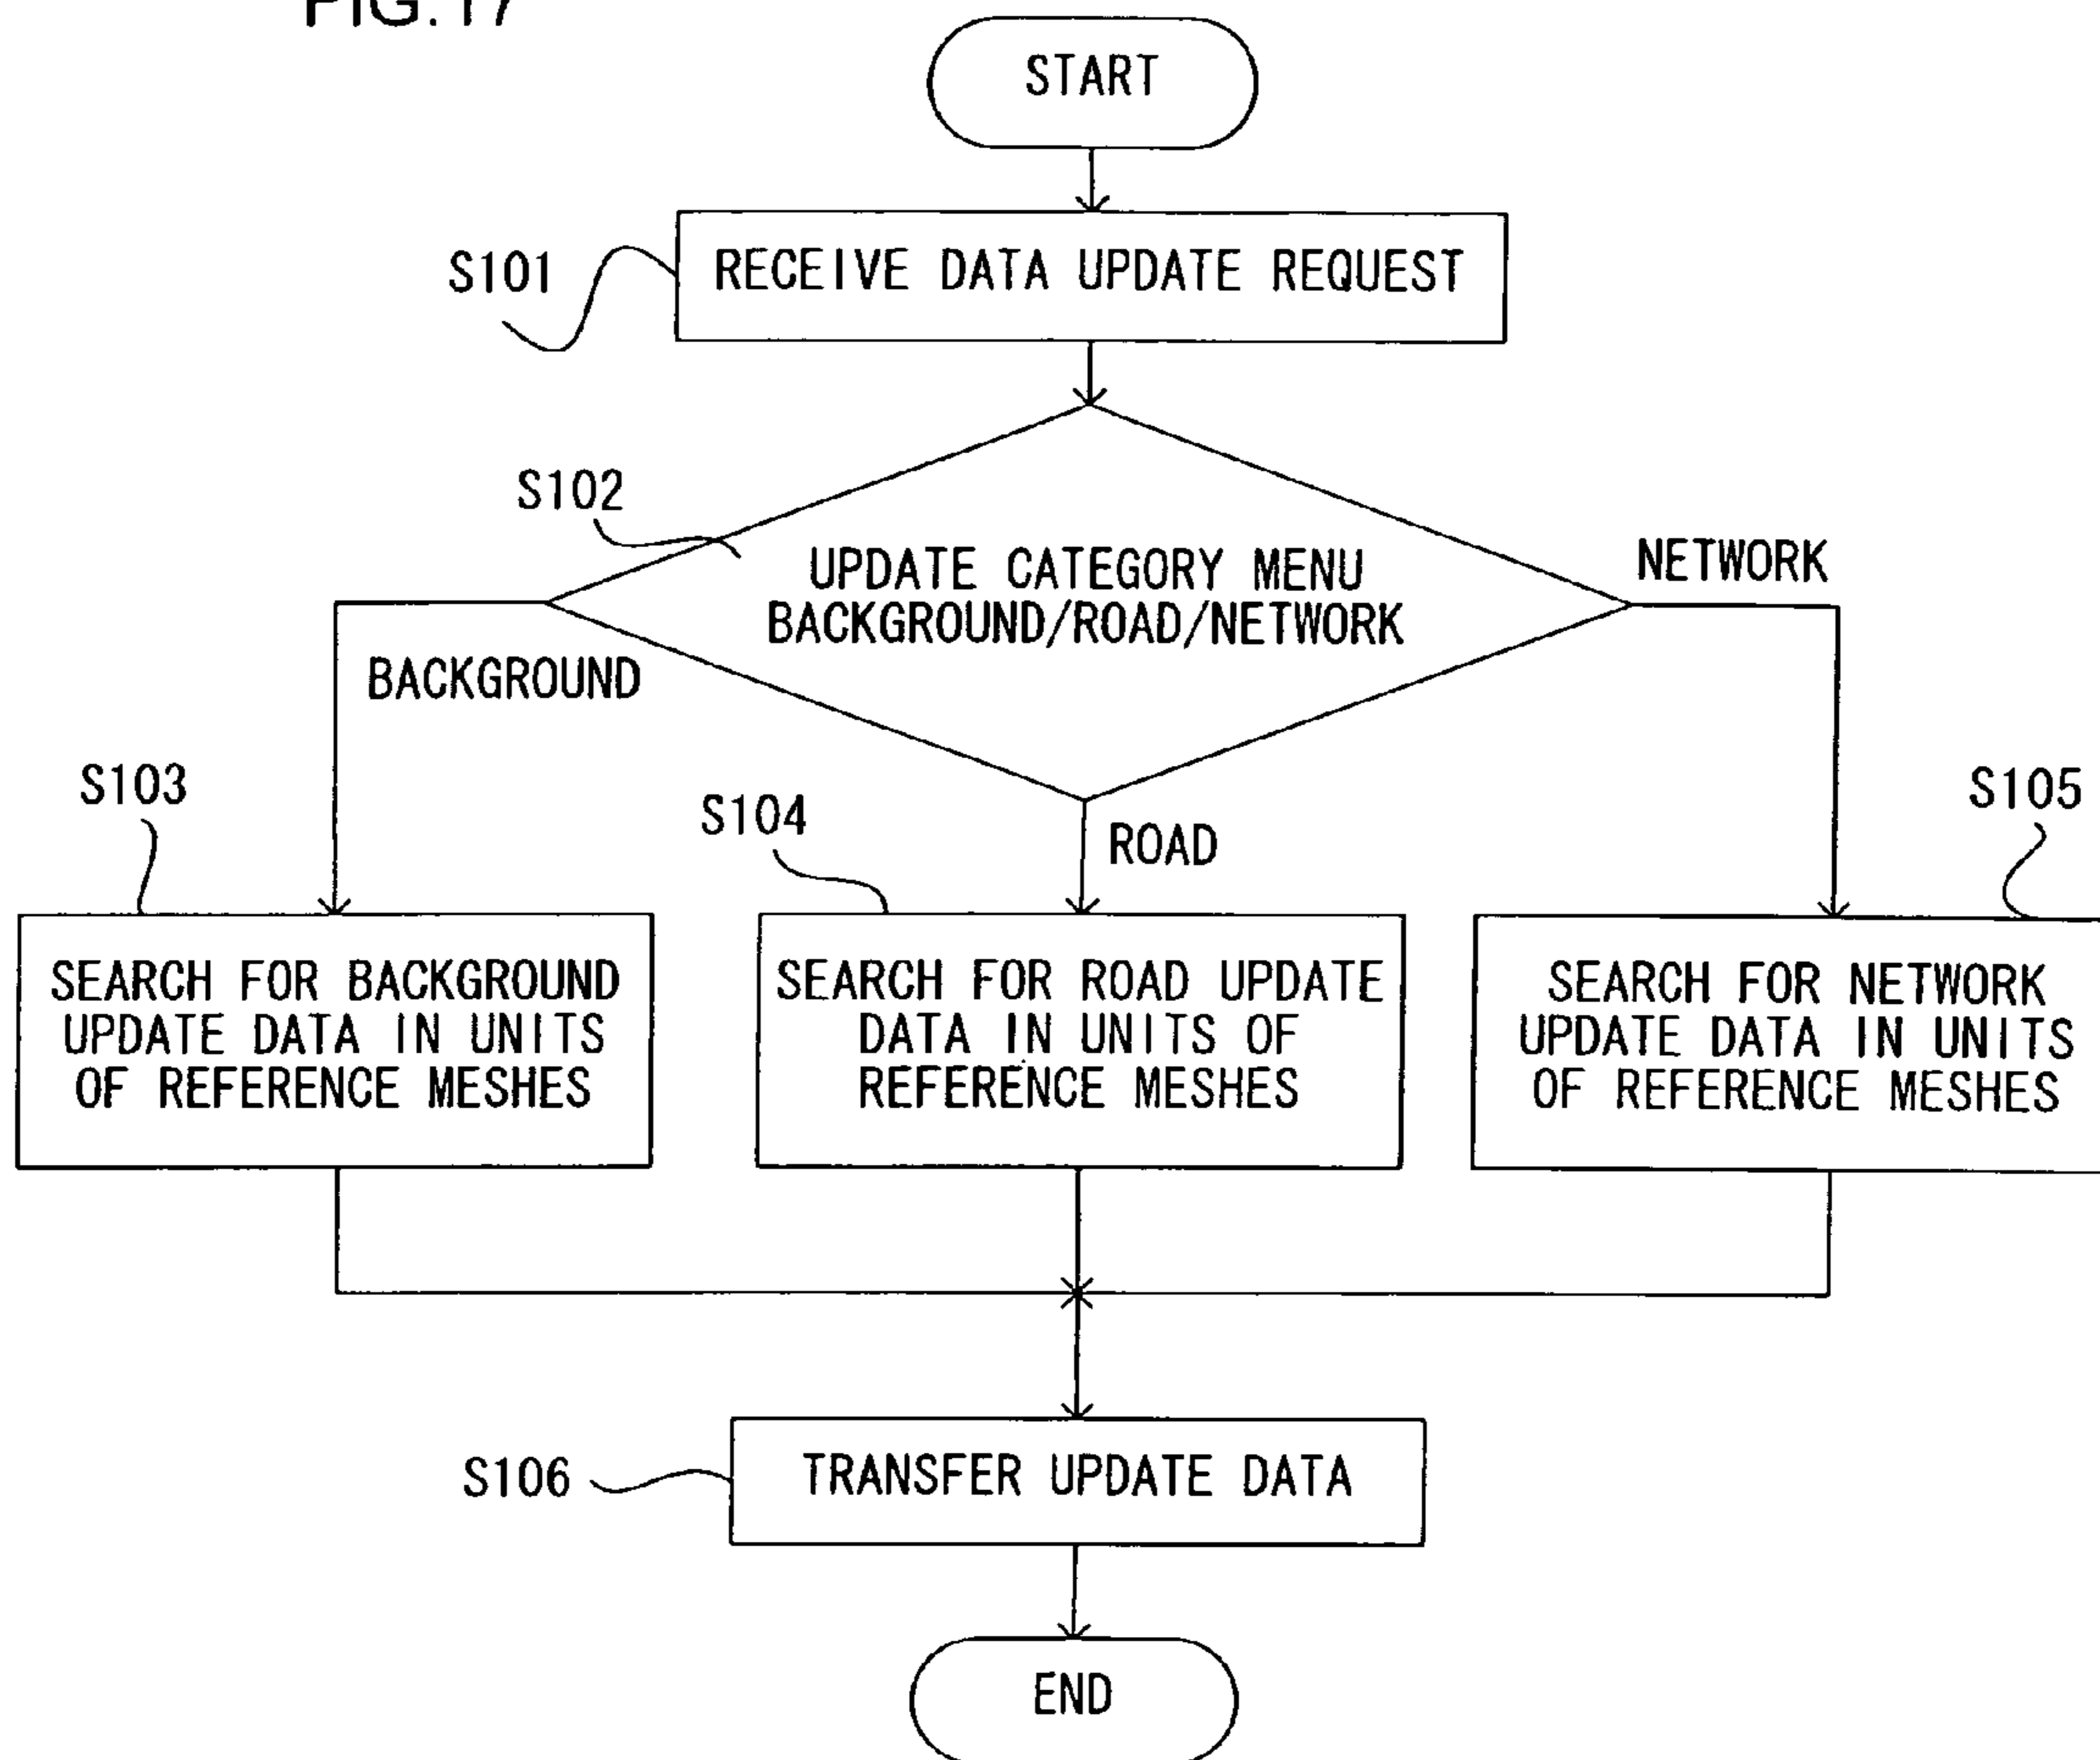 FIG. 17
START
S101
RECEIVE DATA UPDATE REQUEST
S102
UPDATE CATEGORY MENU
BACKGROUND/ROAD/NETWORK
NETWORK
BACKGROUND
S103
S104
ROAD
S105
SEARCH FOR BACKGROUND
UPDATE DATA IN UNITS
OF REFERENCE MESHES
SEARCH FOR ROAD UPDATE
DATA IN UNITS OF
REFERENCE MESHES
SEARCH FOR NETWORK
UPDATE DATA IN UNITS
OF REFERENCE MESHES
S106
TRANSFER UPDATE DATA
END